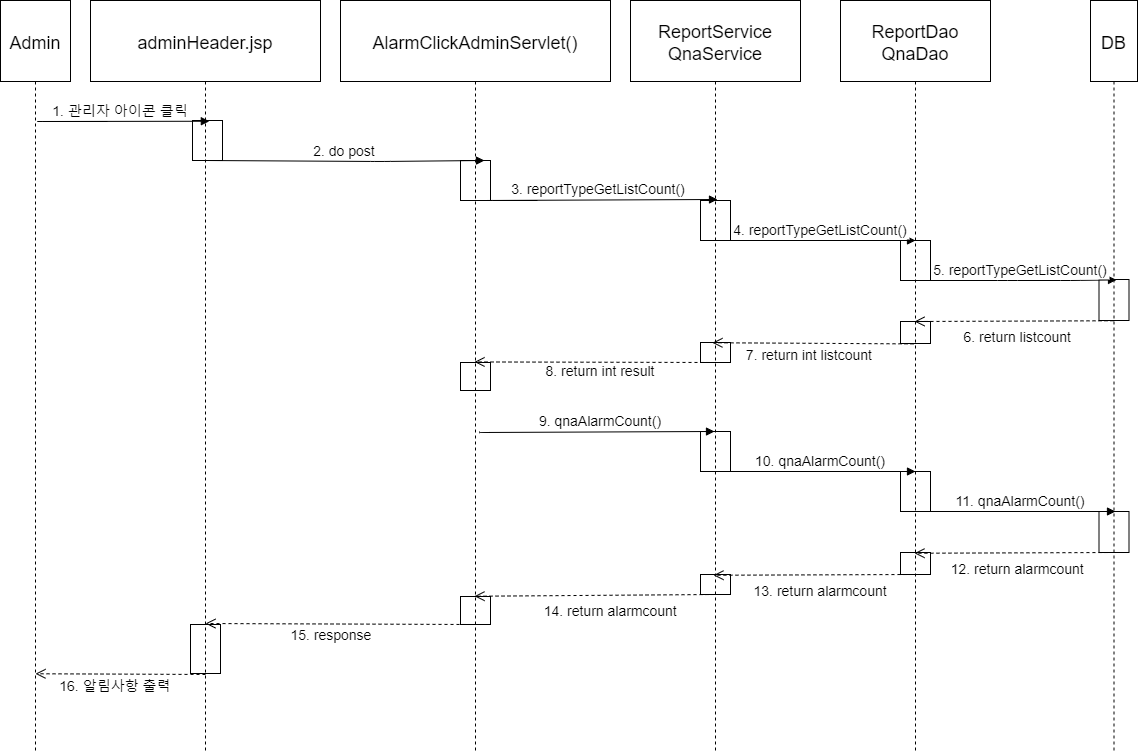 Admin
adminHeader.jsp
AlarmClickAdminServlet()
ReportService
QnaService
ReportDao
QnaDao
DB
1. 관리자 아이콘 클릭
2. do post
3. reportTypeGetListCount()
4. reportTypeGetListCount()
5. reportTypeGetListCount()
6. return listcount
7. return int listcount
8. return int result
9. qnaAlarmCount()
10. qnaAlarmCount()
11. qnaAlarmCount()
12. return alarmcount
13. return alarmcount
14. return alarmcount
15. response
16. 알림사항 출력